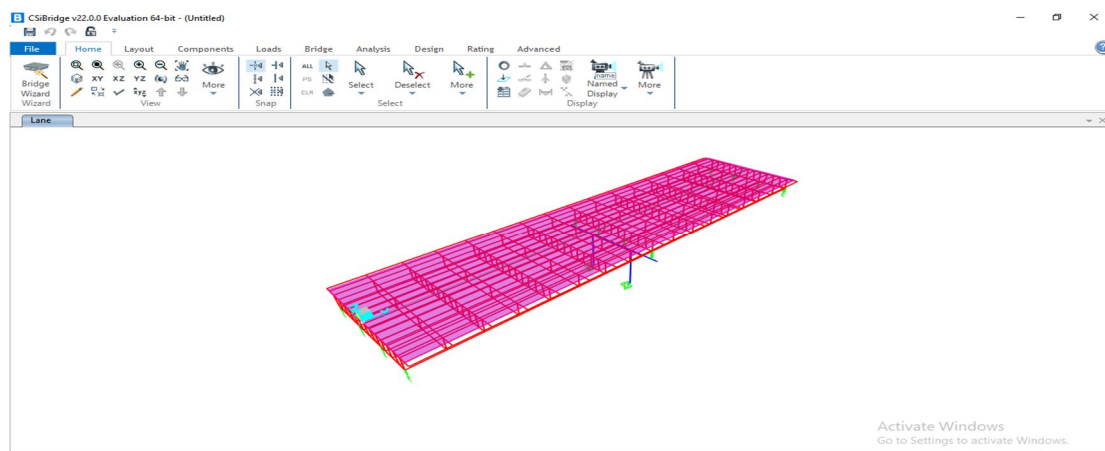 B CSiBridge v22.0.0 Evaluation 64-bit - (Untitled)
File Home Layout Components Loads Bridge Analysis Design Rating Advanced
XY XZ YZ
ALL
PS
CLR
Bridge
Wizard
More
Select
Deselect
More
name
Named
Display
More
Wizard View Snap Select Display
Lane
Activate Windows
Go to Settings to activate Windows.